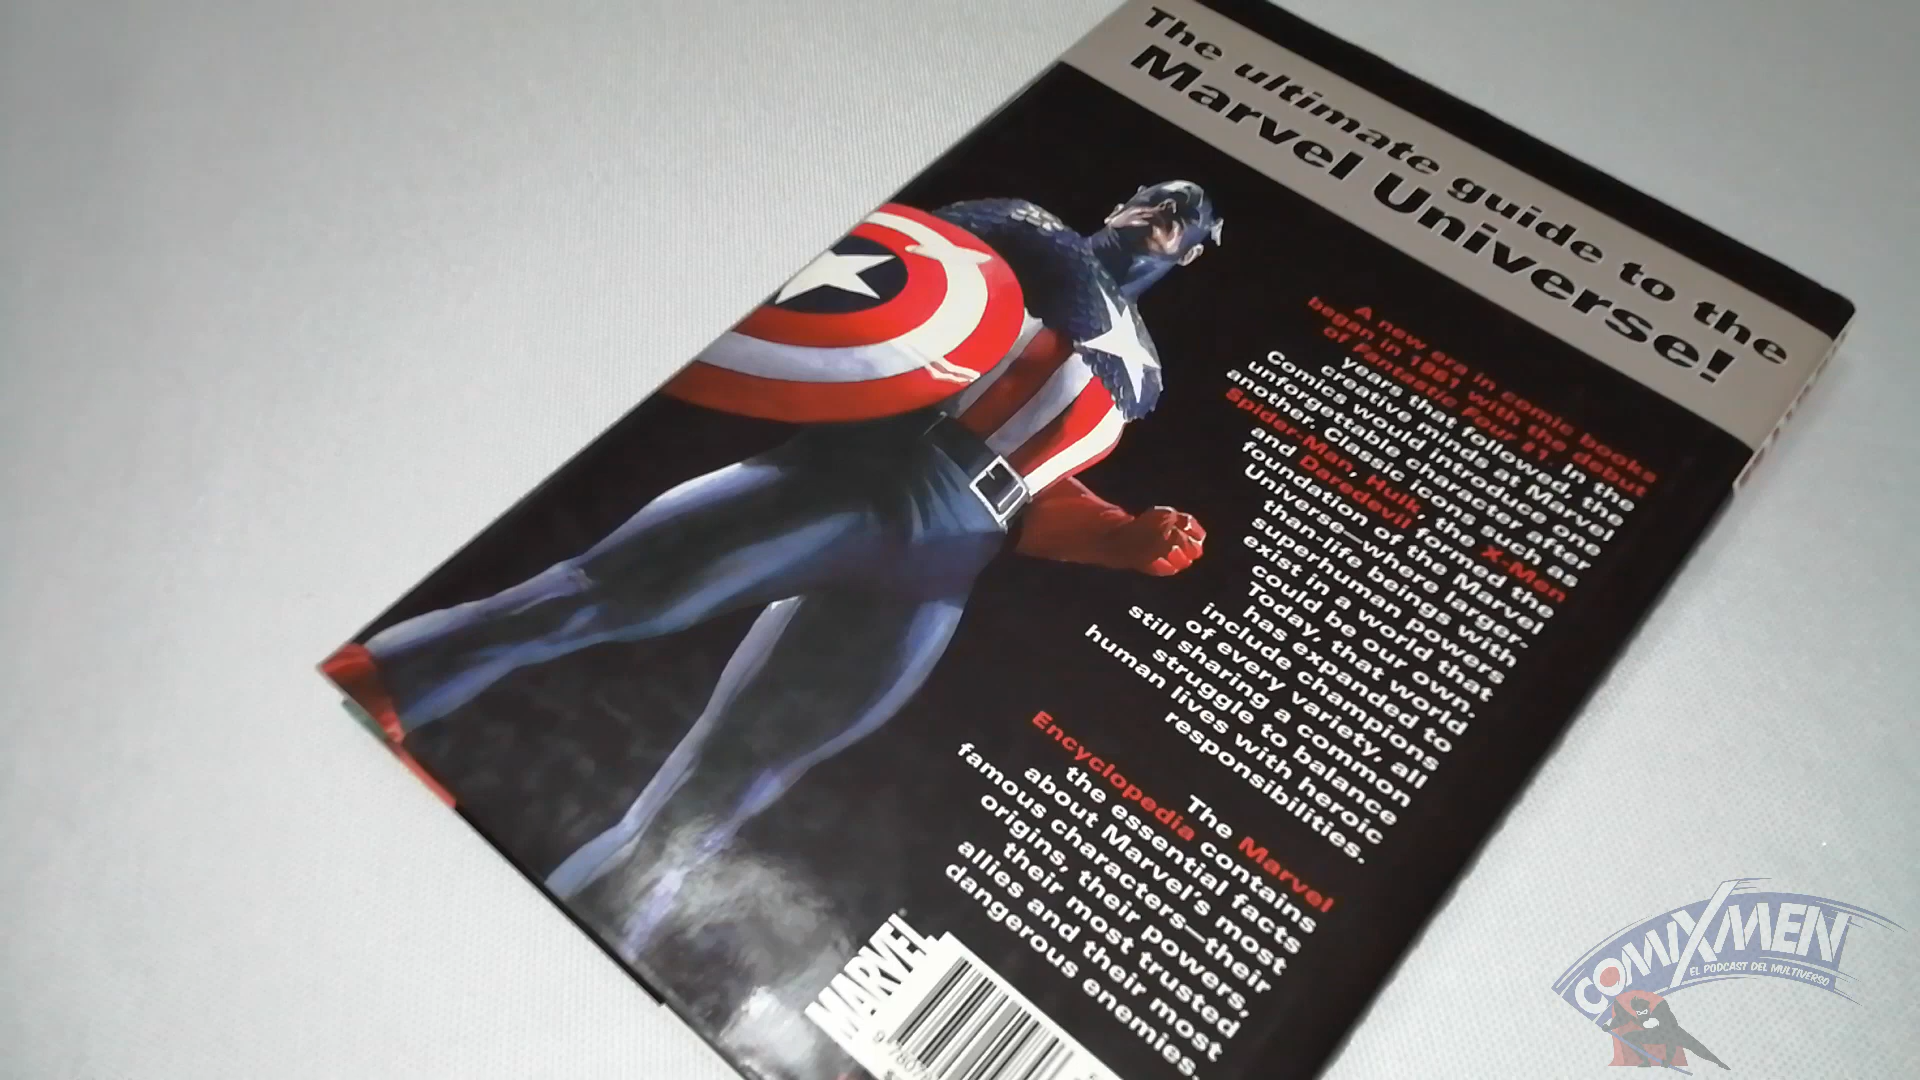 The ultimate guide to the
Marvel Universe!
A new era in comic books
began in 1961 with the debut
of Fantastic Four #1. In the
years that followed, the
creative minds at Marvel
Comics would introduce one
unforgettable character after
another. Classic icons such as
Spider-Man, Hulk, the X-Men
and Daredevil formed the
foundation of the Marvel
Universe—where larger-
than-life beings with
superhuman powers
exist in a world that
could be our own.
Today, that world
has expanded to
include champions
of every variety, all
still sharing a common
struggle to balance
human lives with heroic
responsibilities.
The Marvel
Encyclopedia contains
the essential facts
about Marvel's most
famous characters—their
origins, their powers,
their most trusted
allies and their most
dangerous enemies.
MARVEL
COMIXMEN
EL PODCAST DEL MULTIVERSO